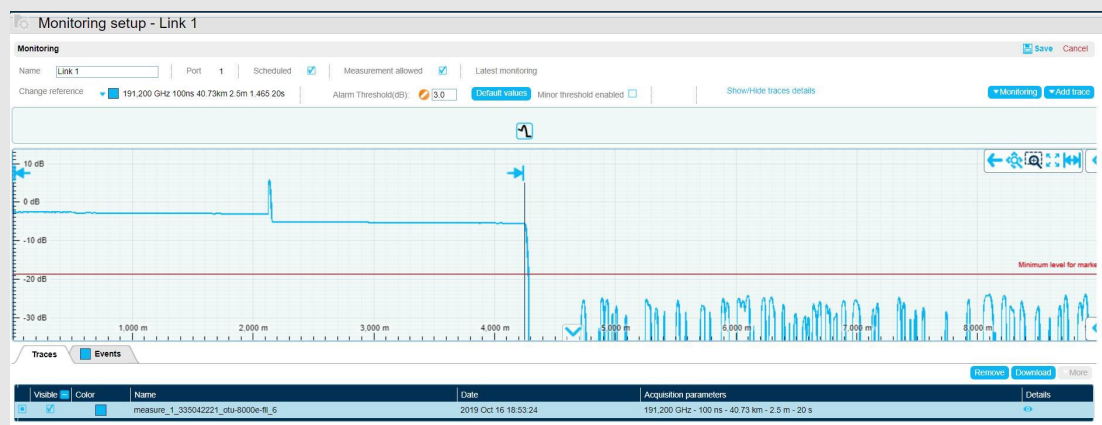 Monitoring setup - Link 1
Monitoring
Save Cancel
Name Link 1 Port 1 Scheduled Measurement allowed Latest monitoring
Change reference 191,200 GHz 100ns 40.73km 2.5m 1.465 20s Alarm Threshold(dB): 3.0 Default values Minor threshold enabled Show/Hide traces details Monitoring Add trace
10 dB
0 dB
-10 dB
Minimum level for marke
-20 dB
-30 dB
1,000 m 2,000 m 3,000 m 4,000 m 5,000 m 6,000 m 7,000 m 8,000 m
Traces Events
Remove Download More
Visible Color Name Date Acquisition parameters Details
measure_1_335042221_otu-8000e-fli_6 2019 Oct 16 18:53:24 191,200 GHz - 100 ns - 40.73 km - 2.5 m - 20 s